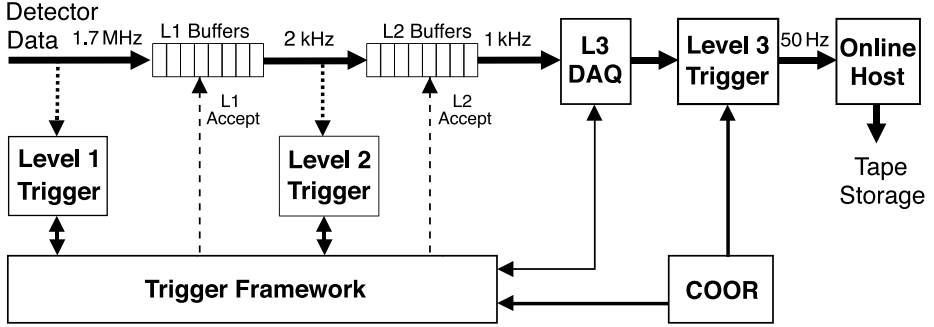 Detector
Data
1.7 MHz
L1 Buffers
2 kHz
L2 Buffers
1 kHz
L3
DAQ
Level 3
Trigger
50 Hz
Online
Host
L1
Accept
L2
Accept
Level 1
Trigger
Level 2
Trigger
Tape
Storage
Trigger Framework
COOR